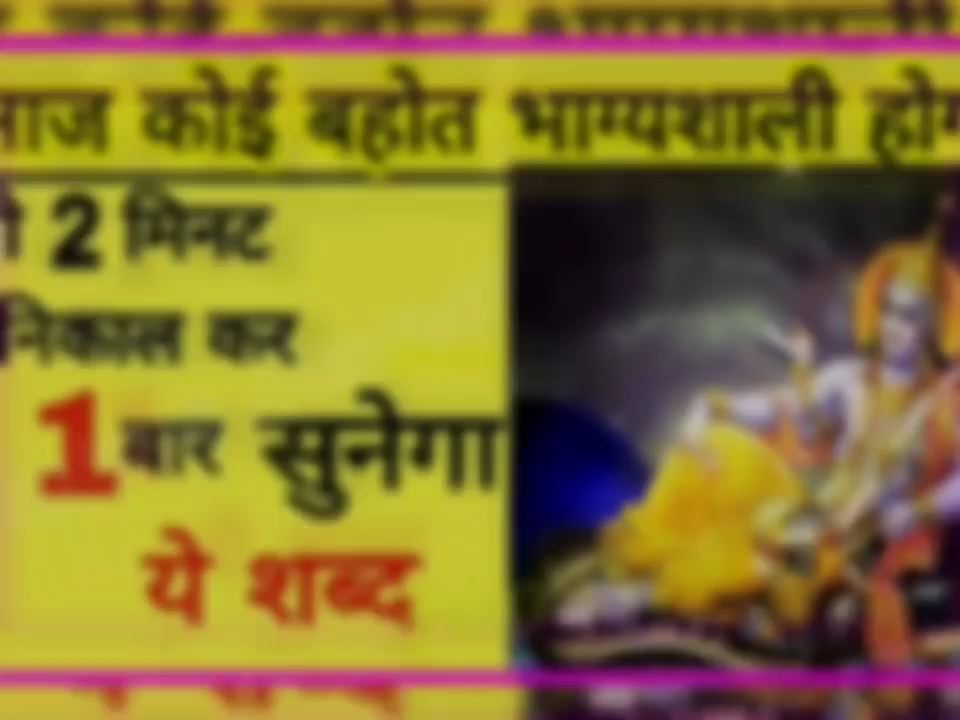 कोई बहोत भाग्यशाली
2 मिनट
निकाल कर
1 बार सुनेगा
ये शब्द